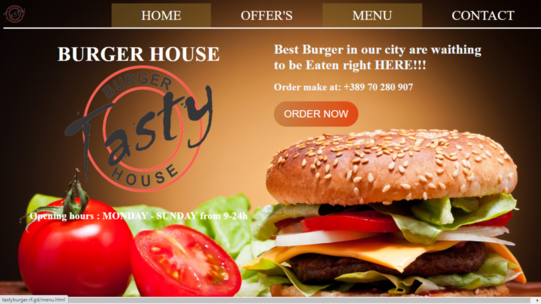 HOME OFFER'S MENU CONTACT
BURGER HOUSE
BURGER
Tasty
HOUSE
Opening hours : MONDAY - SUNDAY from 9-24h
Best Burger in our city are waithing
to be Eaten right HERE!!!
Order make at: +389 70 280 907
ORDER NOW
tastyburger.rf.gd/menu.html